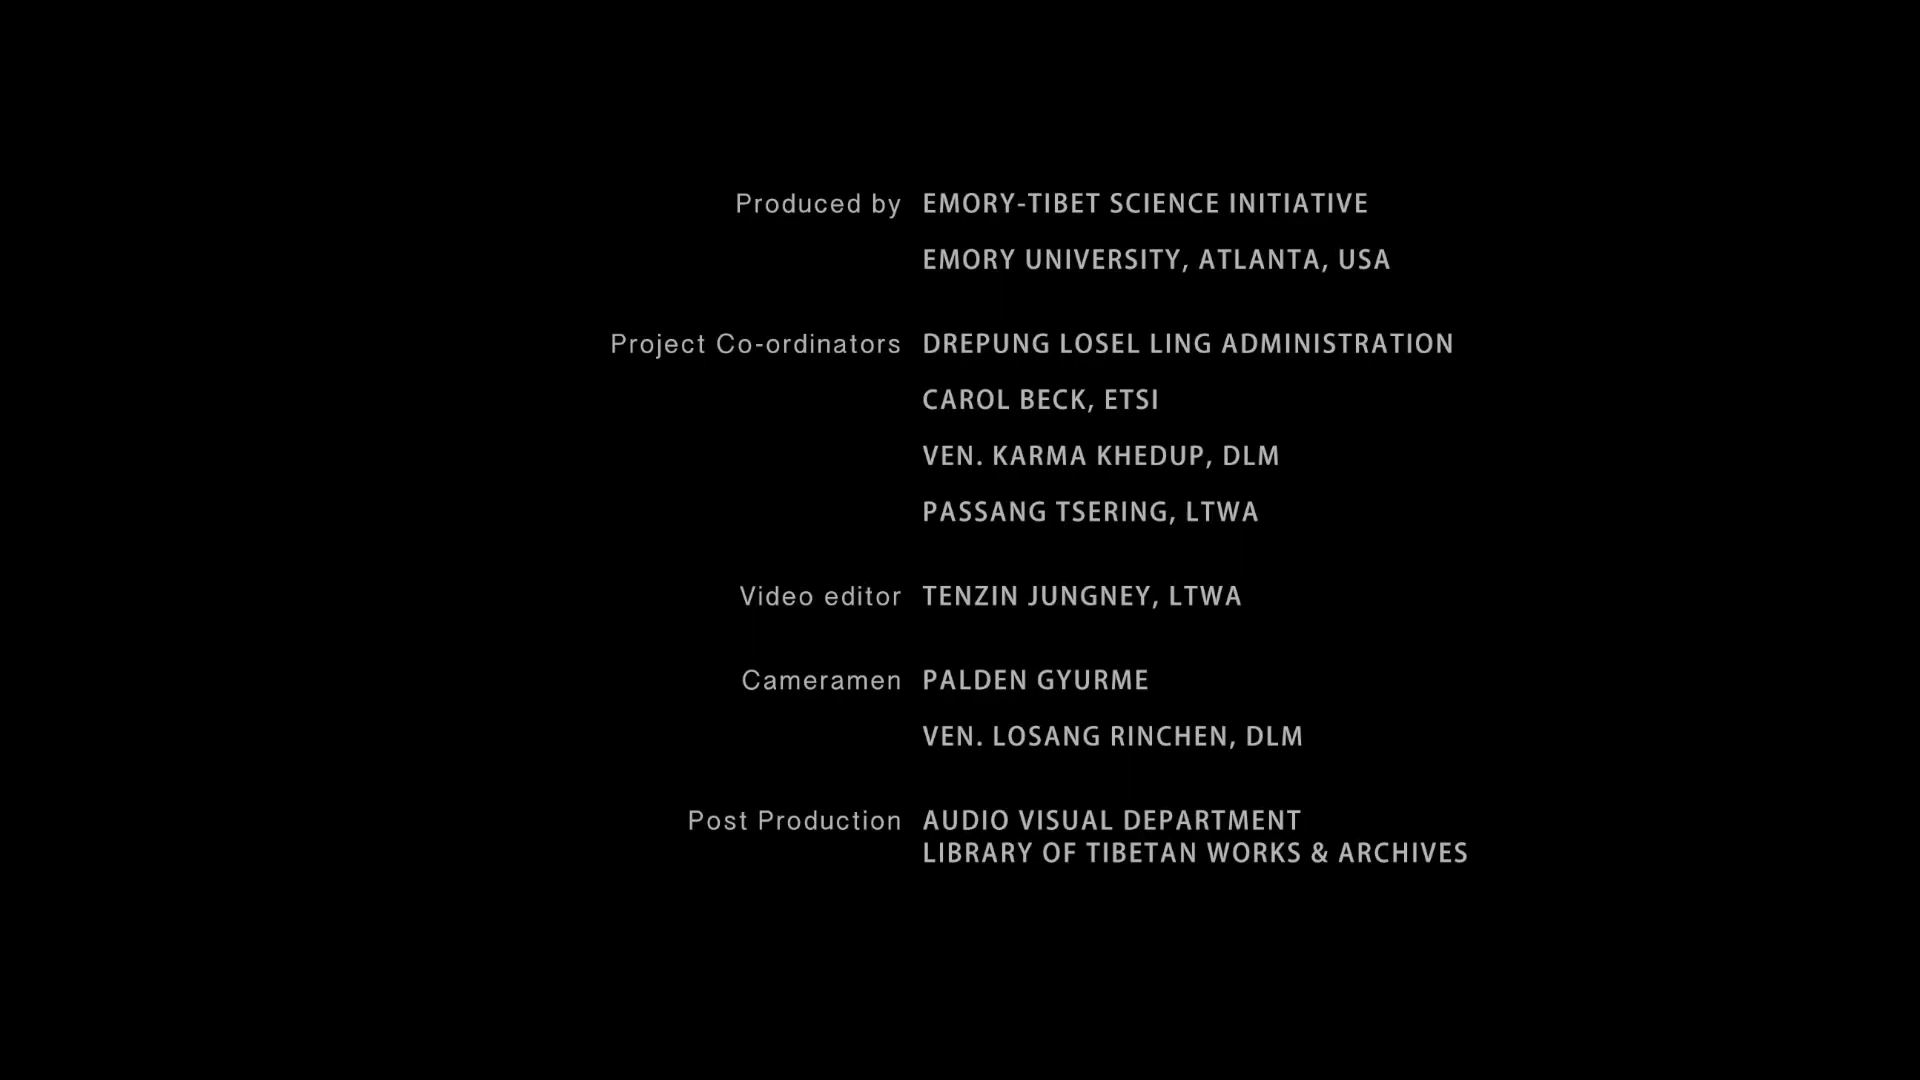 Produced by EMORY-TIBET SCIENCE INITIATIVE
EMORY UNIVERSITY, ATLANTA, USA
Project Co-ordinators DREPUNG LOSEL LING ADMINISTRATION
CAROL BECK, ETSI
VEN. KARMA KHEDUP, DLM
PASSANG TSERING, LTWA
Video editor TENZIN JUNGNEY, LTWA
Cameramen PALDEN GYURME
VEN. LOSANG RINCHEN, DLM
Post Production AUDIO VISUAL DEPARTMENT
LIBRARY OF TIBETAN WORKS & ARCHIVES